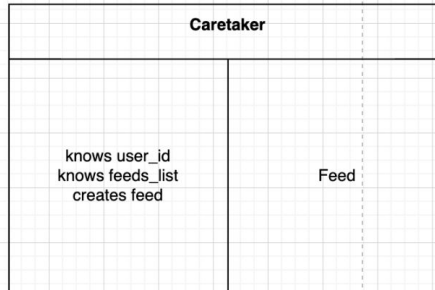 Caretaker
knows user_id
knows feeds_list
creates feed
Feed